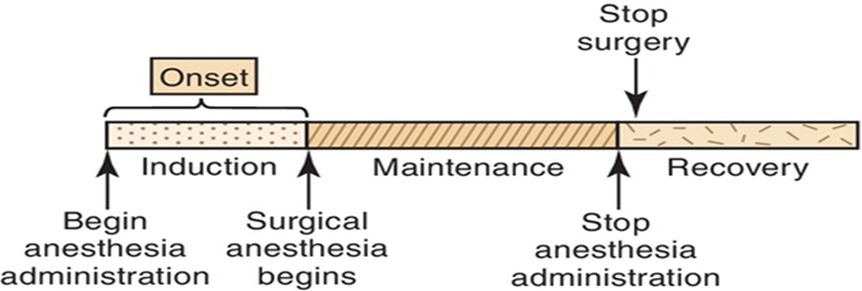 Stop
surgery
Onset
Induction
Maintenance
Recovery
Begin
anesthesia
administration
Surgical
anesthesia
begins
Stop
anesthesia
administration